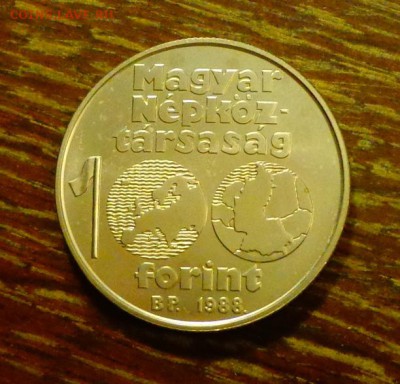 Magyar
Népköz-
társaság
100
forint
BP. 1988.